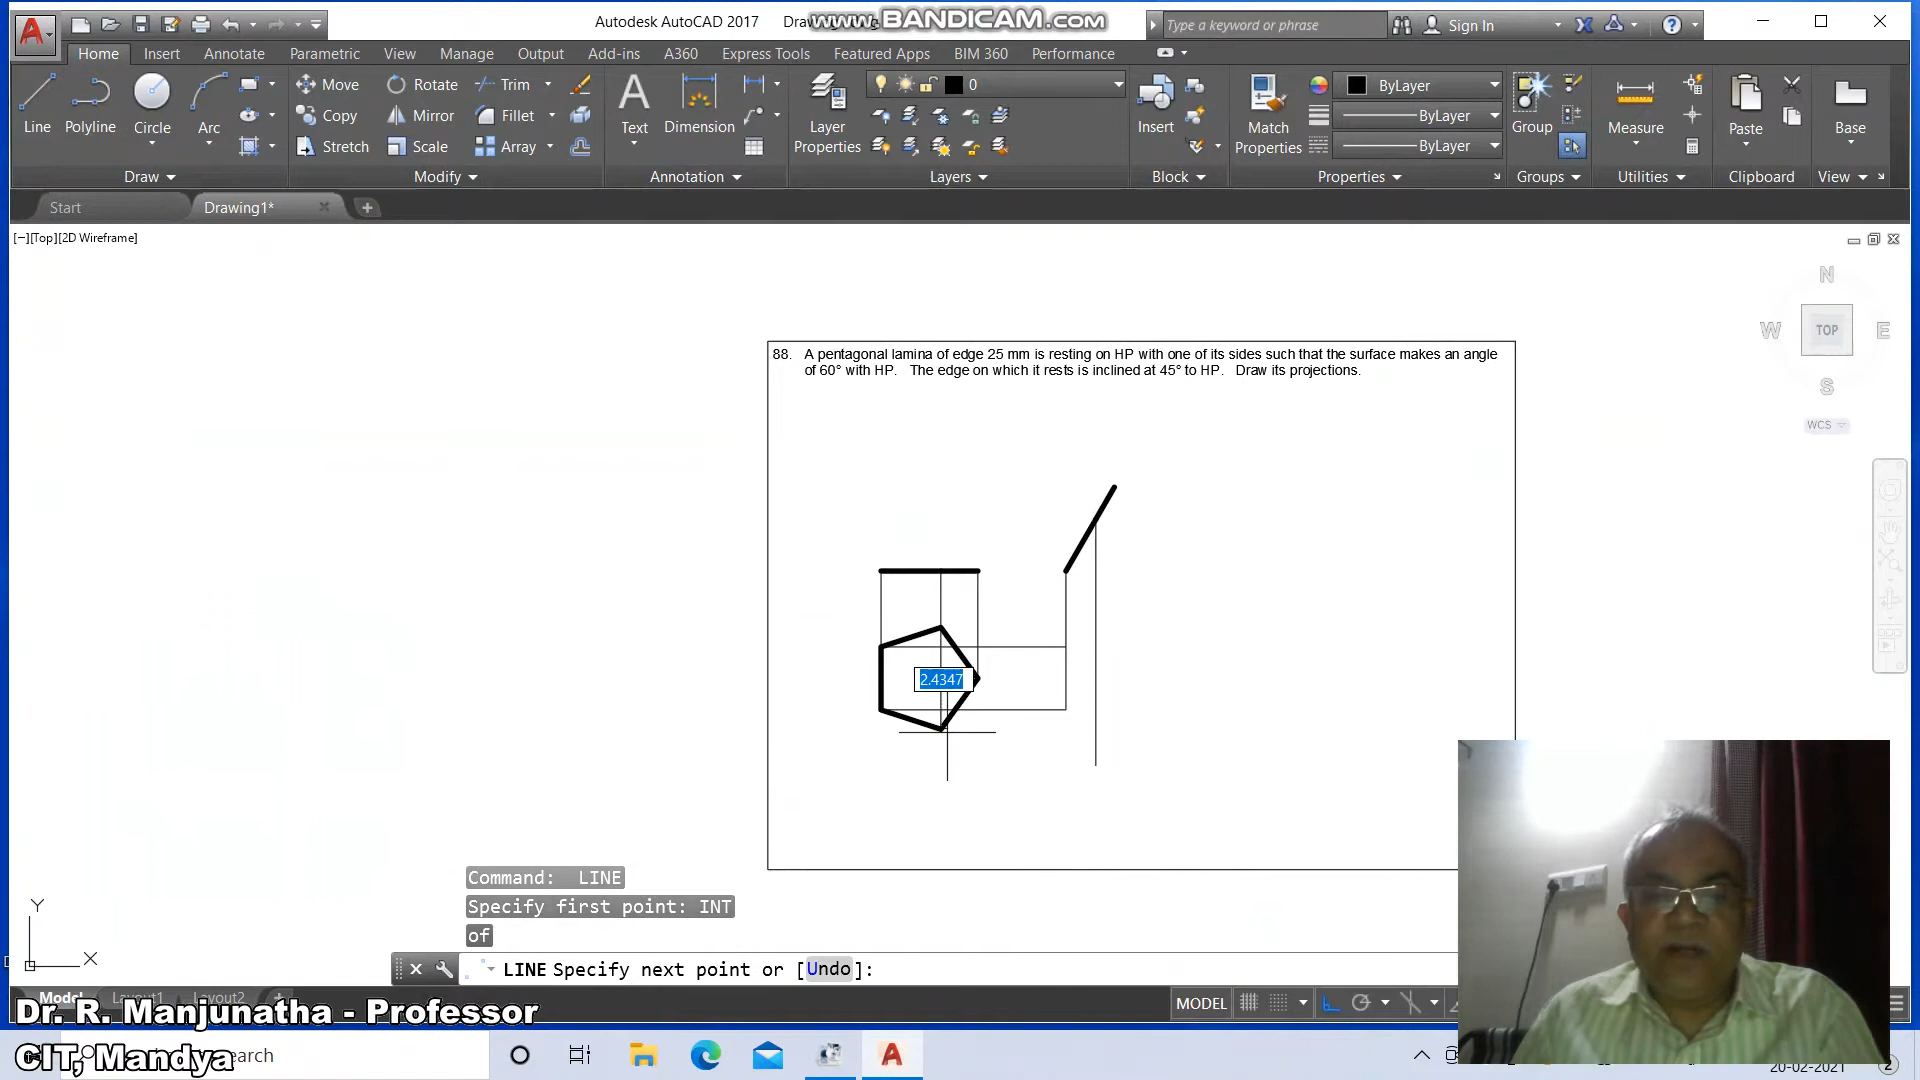 Autodesk AutoCAD 2017
www.BANDICAM.com
Type a keyword or phrase
Sign In
Home Insert Annotate Parametric View Manage Output Add-ins A360 Express Tools Featured Apps BIM 360 Performance
Line Polyline Circle Arc
Move Rotate Trim
Copy Mirror Fillet
Stretch Scale Array
Text Dimension
Layer Properties
0
Insert
Match Properties
ByLayer
ByLayer
ByLayer
Group
Measure
Paste
Base
Draw Modify Annotation Layers Block Properties Groups Utilities Clipboard View
Start Drawing1*
[−][Top][2D Wireframe]
N
W TOP E
S
WCS
88. A pentagonal lamina of edge 25 mm is resting on HP with one of its sides such that the surface makes an angle
of 60° with HP. The edge on which it rests is inclined at 45° to HP. Draw its projections.
2.4347
Command: LINE
Specify first point: INT
of
Y
X
LINE Specify next point or [Undo]:
Model Layout1 Layout2
MODEL
Dr. R. Manjunatha - Professor
CIT, Mandya
search
20-02-2021
2